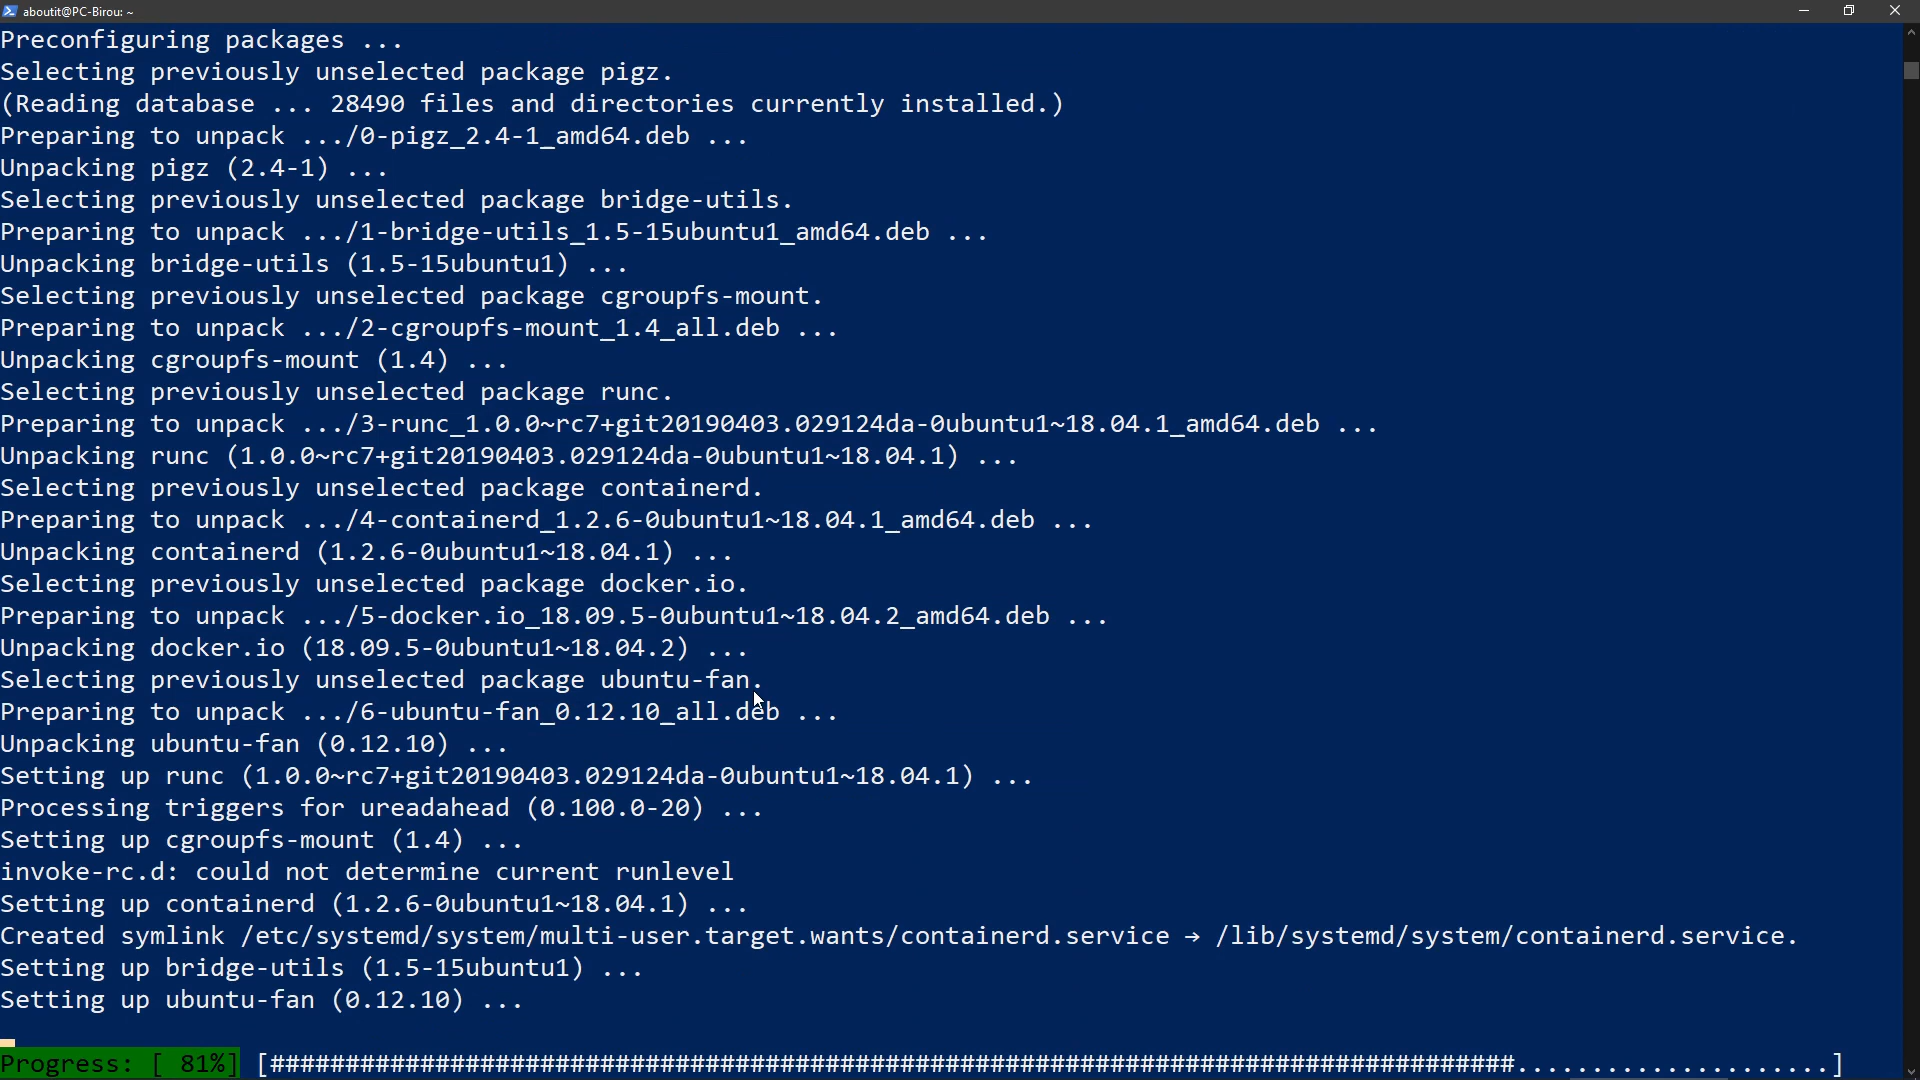 aboutit@PC-Birou: ~
Preconfiguring packages ...
Selecting previously unselected package pigz.
(Reading database ... 28490 files and directories currently installed.)
Preparing to unpack .../0-pigz_2.4-1_amd64.deb ...
Unpacking pigz (2.4-1) ...
Selecting previously unselected package bridge-utils.
Preparing to unpack .../1-bridge-utils_1.5-15ubuntu1_amd64.deb ...
Unpacking bridge-utils (1.5-15ubuntu1) ...
Selecting previously unselected package cgroupfs-mount.
Preparing to unpack .../2-cgroupfs-mount_1.4_all.deb ...
Unpacking cgroupfs-mount (1.4) ...
Selecting previously unselected package runc.
Preparing to unpack .../3-runc_1.0.0~rc7+git20190403.029124da-0ubuntu1~18.04.1_amd64.deb ...
Unpacking runc (1.0.0~rc7+git20190403.029124da-0ubuntu1~18.04.1) ...
Selecting previously unselected package containerd.
Preparing to unpack .../4-containerd_1.2.6-0ubuntu1~18.04.1_amd64.deb ...
Unpacking containerd (1.2.6-0ubuntu1~18.04.1) ...
Selecting previously unselected package docker.io.
Preparing to unpack .../5-docker.io_18.09.5-0ubuntu1~18.04.2_amd64.deb ...
Unpacking docker.io (18.09.5-0ubuntu1~18.04.2) ...
Selecting previously unselected package ubuntu-fan.
Preparing to unpack .../6-ubuntu-fan_0.12.10_all.deb ...
Unpacking ubuntu-fan (0.12.10) ...
Setting up runc (1.0.0~rc7+git20190403.029124da-0ubuntu1~18.04.1) ...
Processing triggers for ureadahead (0.100.0-20) ...
Setting up cgroupfs-mount (1.4) ...
invoke-rc.d: could not determine current runlevel
Setting up containerd (1.2.6-0ubuntu1~18.04.1) ...
Created symlink /etc/systemd/system/multi-user.target.wants/containerd.service → /lib/systemd/system/containerd.service.
Setting up bridge-utils (1.5-15ubuntu1) ...
Setting up ubuntu-fan (0.12.10) ...
Progress: [ 81%] [###################################################################################.....................]